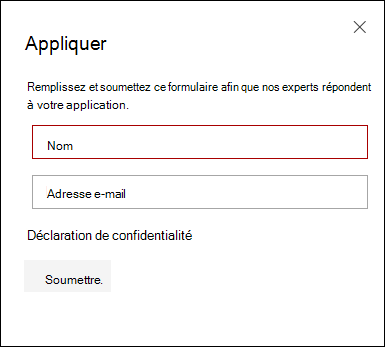 Appliquer
Remplissez et soumettez ce formulaire afin que nos experts répondent
à votre application.
Nom
Adresse e-mail
Déclaration de confidentialité
Soumettre.